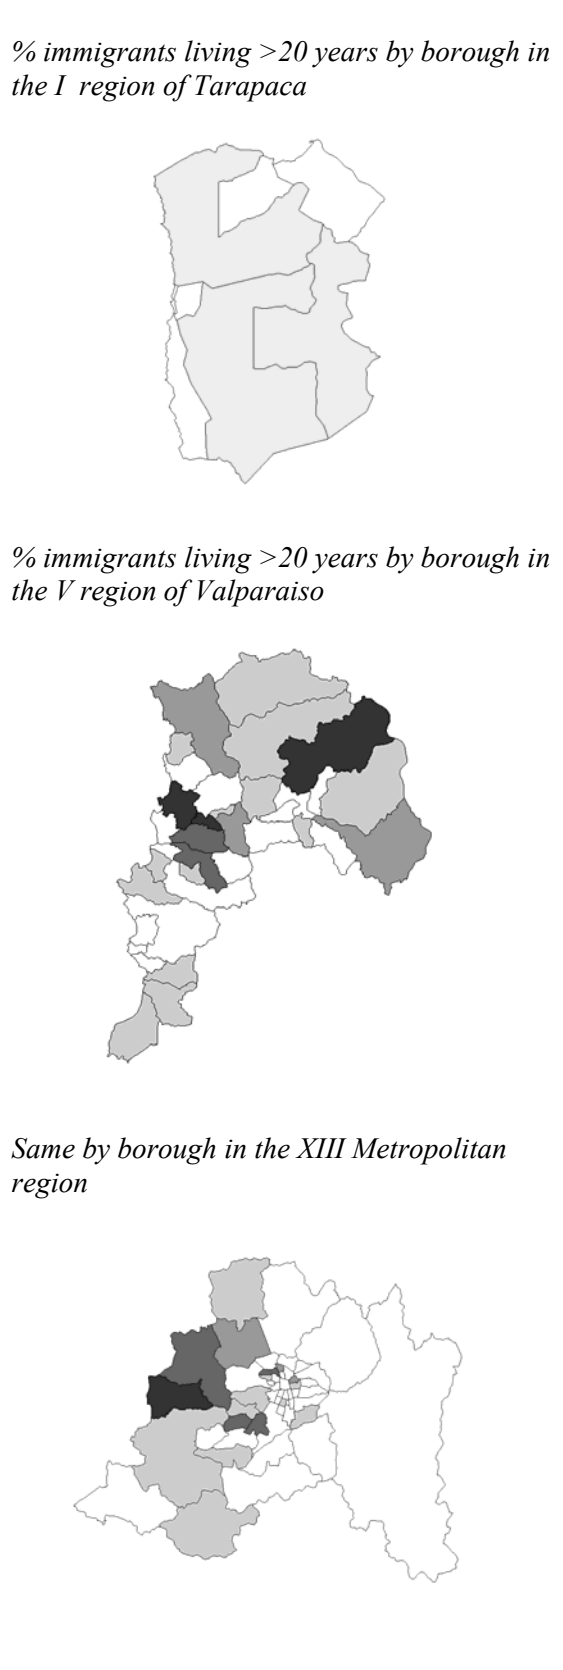 % immigrants living >20 years by borough in
the I region of Tarapaca
% immigrants living >20 years by borough in
the V region of Valparaiso
Same by borough in the XIII Metropolitan
region